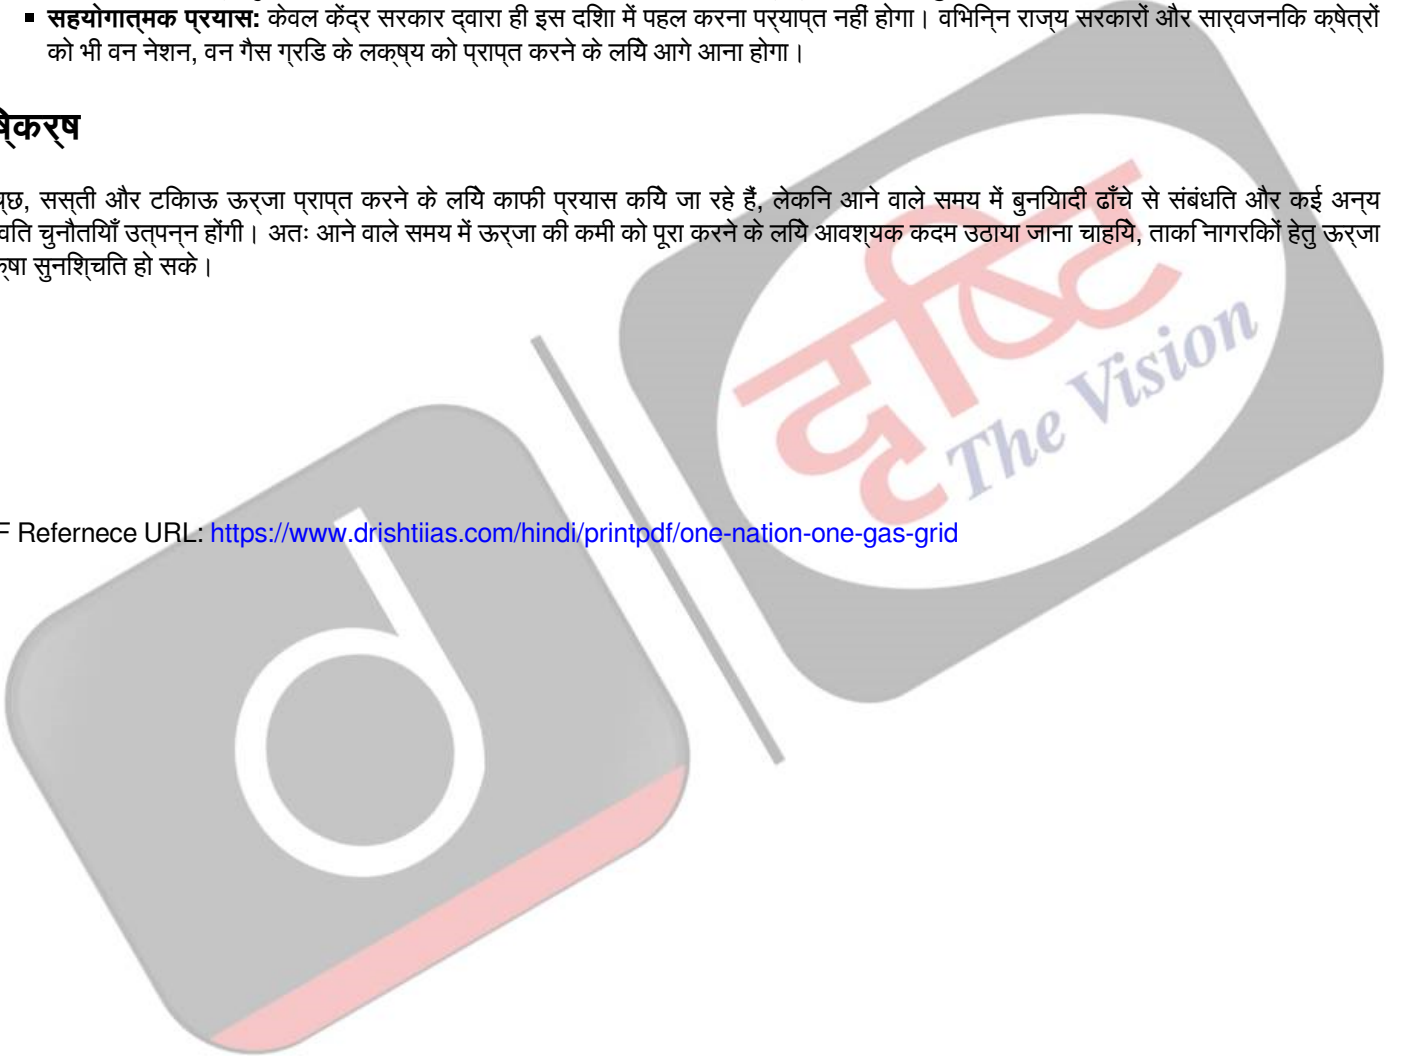 ▪ सहयोगात्मक प्रयास: केवल केंद्र सरकार द्वारा ही इस दिशा में पहल करना पर्याप्त नहीं होगा। विभिन्न राज्य सरकारों और सार्वजनिक क्षेत्रों
को भी वन नेशन, वन गैस ग्रिड के लक्ष्य को प्राप्त करने के लिये आगे आना होगा।
सस्ती और टिकाऊ ऊर्जा प्राप्त करने के लिये काफी प्रयास किये जा रहे हैं, लेकिन आने वाले समय में बुनियादी ढाँचे से संबंधित और कई अन्य
चुनौतियाँ उत्पन्न होंगी। अतः आने वाले समय में ऊर्जा की कमी को पूरा करने के लिये आवश्यक कदम उठाया जाना चाहिये, ताकि नागरिकों हेतु ऊर्जा
सुनिश्चित हो सके।
दृष्टि
The Vision
F Refernece URL: https://www.drishtiias.com/hindi/printpdf/one-nation-one-gas-grid
d